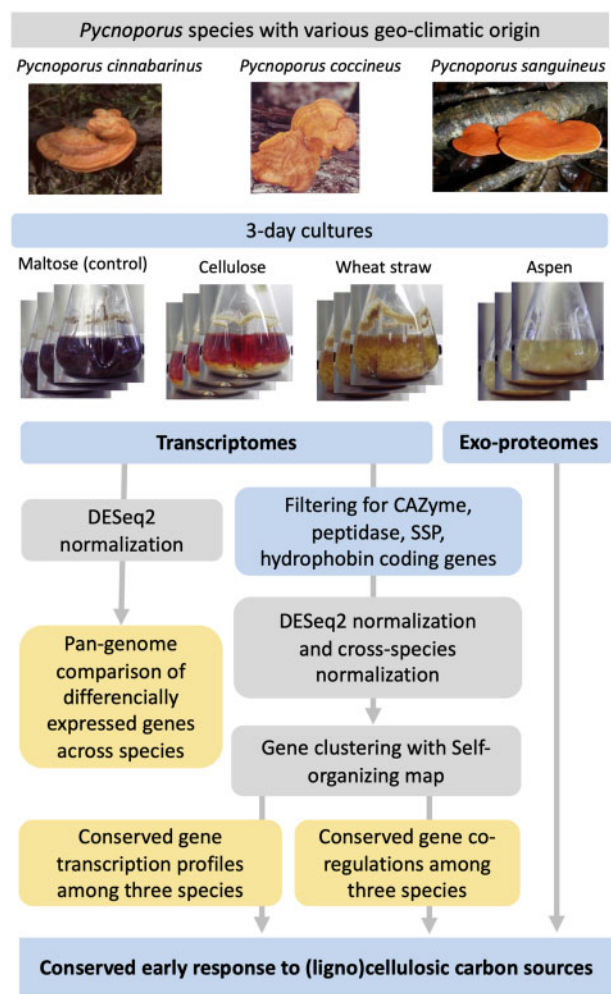 Pycnoporus species with various geo-climatic origin
Pycnoporus cinnabarinus
Pycnoporus coccineus
Pycnoporus sanguineus
3-day cultures
Maltose (control)
Cellulose
Wheat straw
Aspen
Transcriptomes
Exo-proteomes
DESeq2
normalization
Filtering for CAZyme,
peptidase, SSP,
hydrophobin coding genes
Pan-genome
comparison of
differencially
expressed genes
across species
DESeq2 normalization
and cross-species
normalization
Gene clustering with Self-
organizing map
Conserved gene
transcription profiles
among three species
Conserved gene co-
regulations among
three species
Conserved early response to (ligno)cellulosic carbon sources